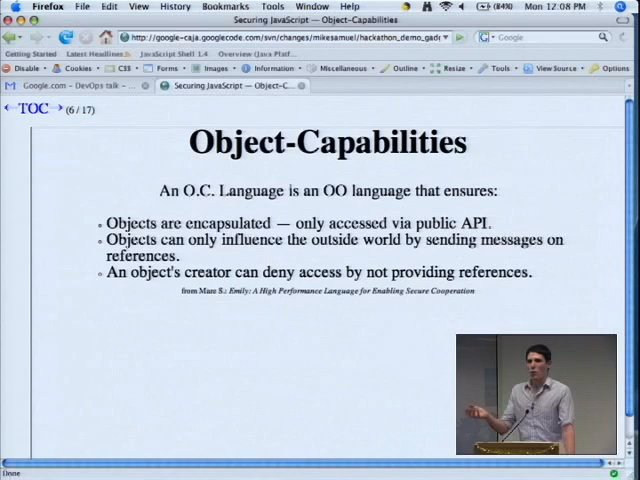 Firefox File Edit View History Bookmarks Tools Window Help (84%) Mon 12:08 PM
Securing JavaScript — Object-Capabilities
http://google-caja.googlecode.com/svn/changes/mikesamuel/hackathon_demo_gadg Google
Getting Started Latest Headlines JavaScript Shell 1.4 Overview (Java Platf...
Disable Cookies CSS Forms Images Information Miscellaneous Outline Resize Tools View Source Options
Google.com – DevOps talk – ... Securing JavaScript — Object-C...
←TOC→ (6 / 17)
Object-Capabilities
An O.C. Language is an OO language that ensures:
Objects are encapsulated — only accessed via public API.
Objects can only influence the outside world by sending messages on
references.
An object's creator can deny access by not providing references.
from Marc S.: Emily: A High Performance Language for Enabling Secure Cooperation
Done